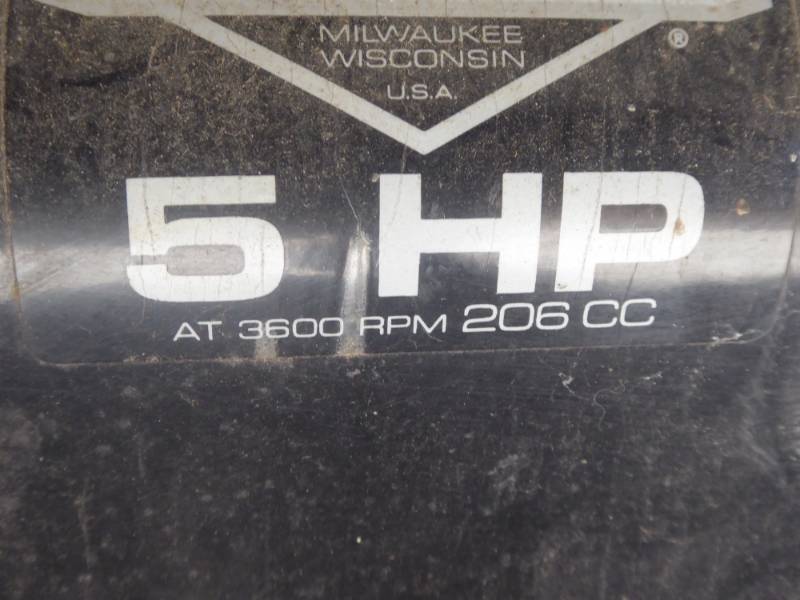 MILWAUKEE
WISCONSIN
U.S.A.
®
5 HP
AT 3600 RPM 206 CC